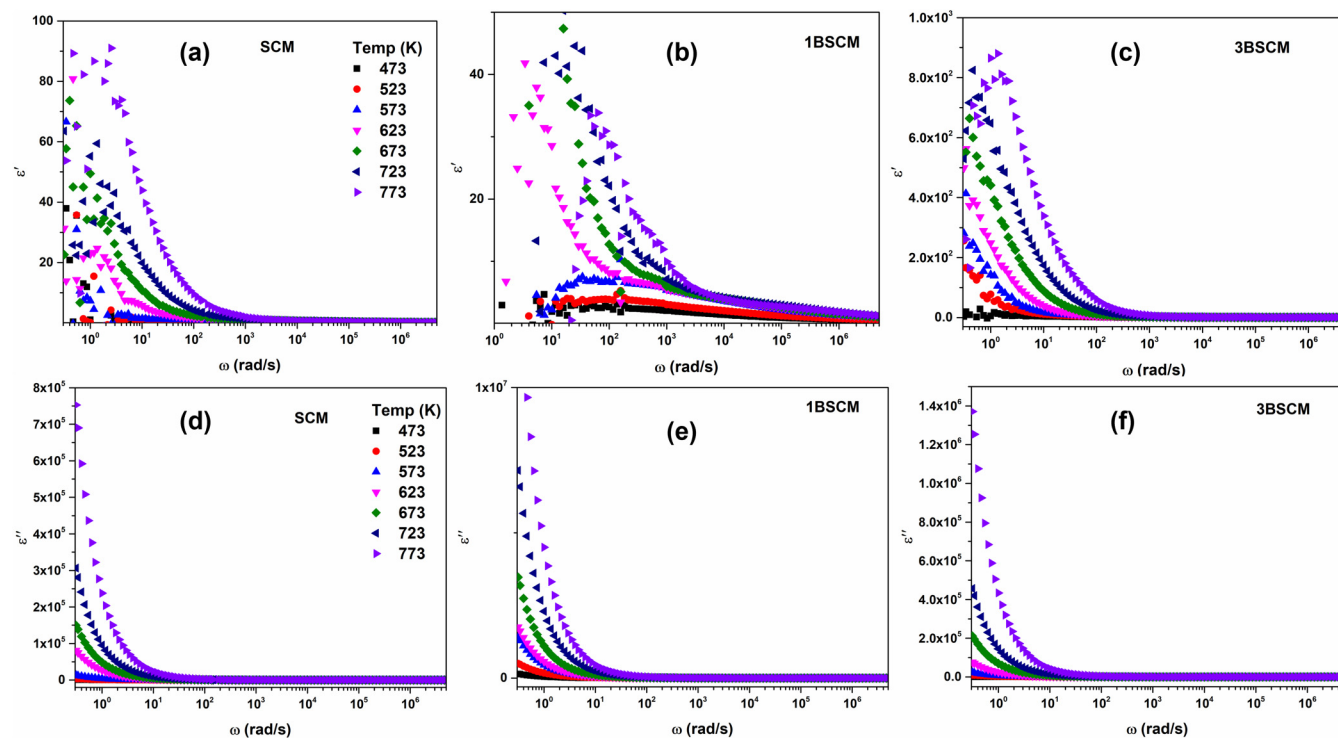 (a)
SCM
Temp (K)
473
523
573
623
673
723
773
100
80
60
40
20
ε′
10⁰ 10¹ 10² 10³ 10⁴ 10⁵ 10⁶
ω (rad/s)
(b)
1BSCM
40
20
ε′
10⁰ 10¹ 10² 10³ 10⁴ 10⁵ 10⁶
ω (rad/s)
(c)
3BSCM
1.0x10³
8.0x10²
6.0x10²
4.0x10²
2.0x10²
0.0
ε′
10⁰ 10¹ 10² 10³ 10⁴ 10⁵ 10⁶
ω (rad/s)
(d)
SCM
Temp (K)
473
523
573
623
673
723
773
8x10⁵
7x10⁵
6x10⁵
5x10⁵
4x10⁵
3x10⁵
2x10⁵
1x10⁵
0
ε″
10⁰ 10¹ 10² 10³ 10⁴ 10⁵ 10⁶
ω (rad/s)
(e)
1BSCM
1x10⁷
0
ε″
10⁰ 10¹ 10² 10³ 10⁴ 10⁵ 10⁶
ω (rad/s)
(f)
3BSCM
1.4x10⁶
1.2x10⁶
1.0x10⁶
8.0x10⁵
6.0x10⁵
4.0x10⁵
2.0x10⁵
0.0
ε″
10⁰ 10¹ 10² 10³ 10⁴ 10⁵ 10⁶
ω (rad/s)